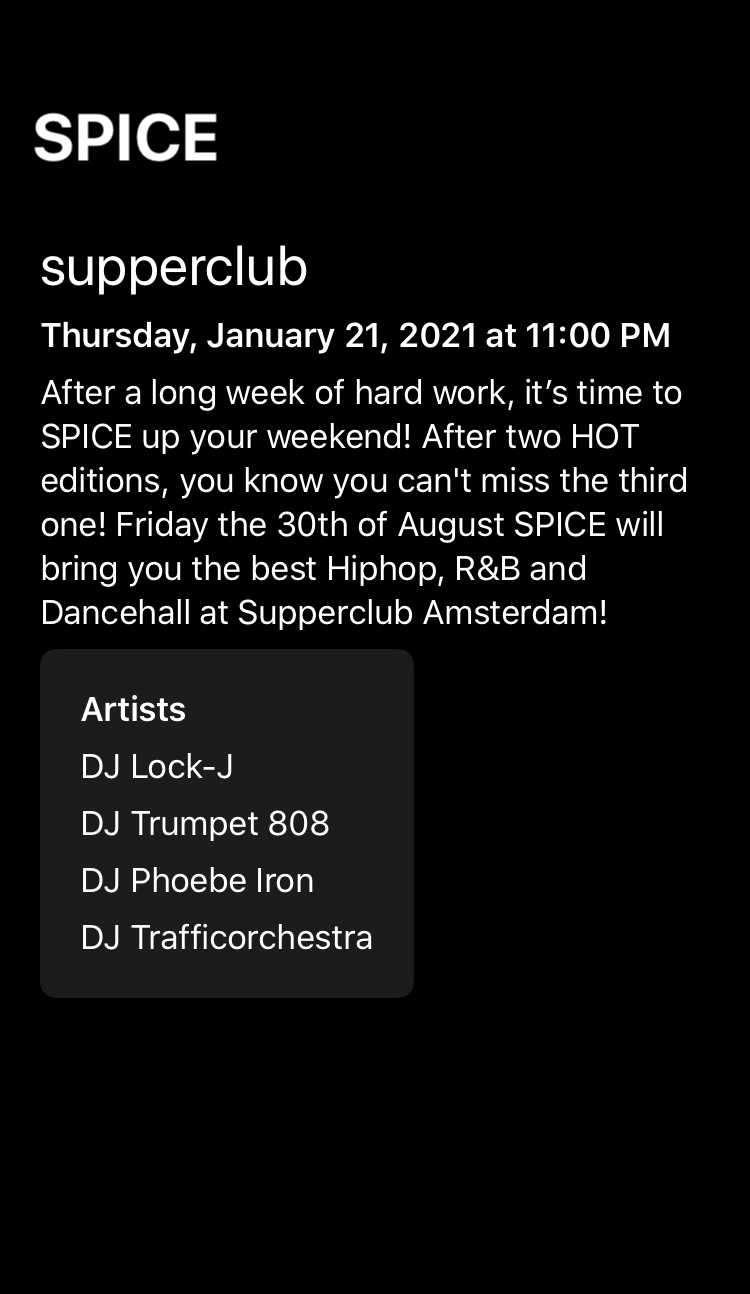 SPICE
supperclub
Thursday, January 21, 2021 at 11:00 PM
After a long week of hard work, it’s time to
SPICE up your weekend! After two HOT
editions, you know you can't miss the third
one! Friday the 30th of August SPICE will
bring you the best Hiphop, R&B and
Dancehall at Supperclub Amsterdam!
Artists
DJ Lock-J
DJ Trumpet 808
DJ Phoebe Iron
DJ Trafficorchestra